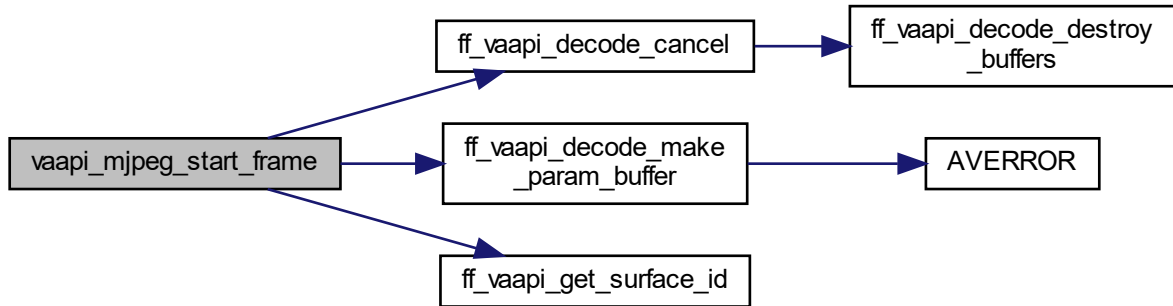 ff_vaapi_decode_cancel
ff_vaapi_decode_destroy
_buffers
vaapi_mjpeg_start_frame
ff_vaapi_decode_make
_param_buffer
AVERROR
ff_vaapi_get_surface_id